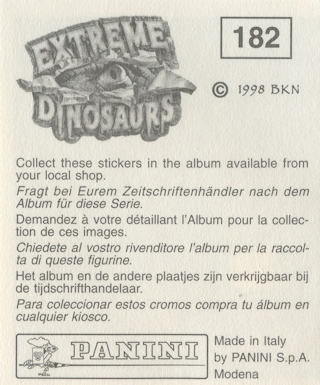 EXTREME
DINOSAURS
182
© 1998 BKN
Collect these stickers in the album available from
your local shop.
Fragt bei Eurem Zeitschriftenhändler nach dem
Album für diese Serie.
Demandez à votre détaillant l'Album pour la collec-
tion de ces images.
Chiedete al vostro rivenditore l'album per la raccol-
ta di queste figurine.
Het album en de andere plaatjes zijn verkrijgbaar bij
de tijdschrifthandelaar.
Para coleccionar estos cromos compra tu álbum en
cualquier kiosco.
PANINI
Made in Italy
by PANINI S.p.A.
Modena